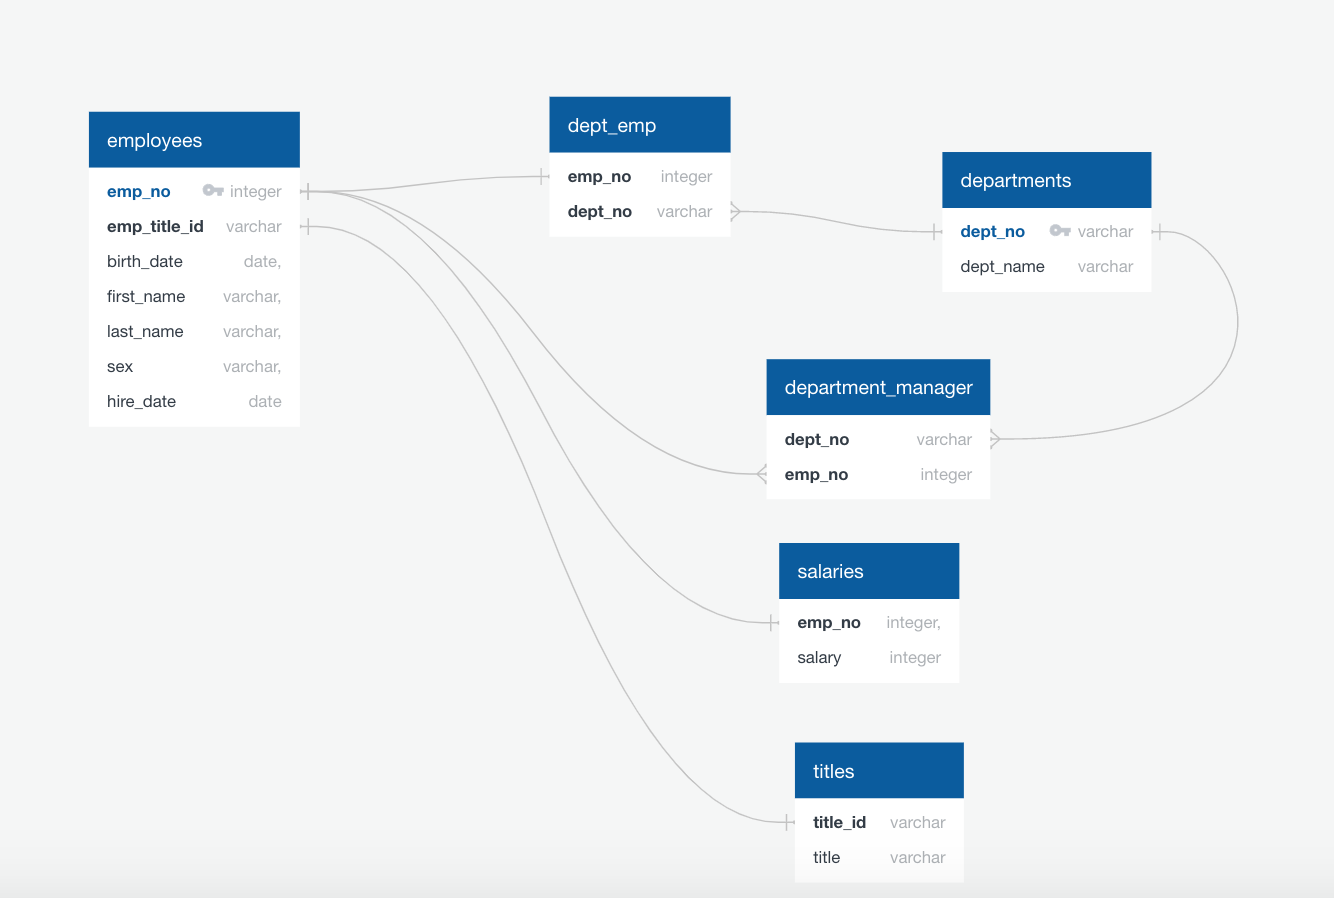 employees
emp_no integer
emp_title_id varchar
birth_date date,
first_name varchar,
last_name varchar,
sex varchar,
hire_date date
dept_emp
emp_no integer
dept_no varchar
departments
dept_no varchar
dept_name varchar
department_manager
dept_no varchar
emp_no integer
salaries
emp_no integer,
salary integer
titles
title_id varchar
title varchar